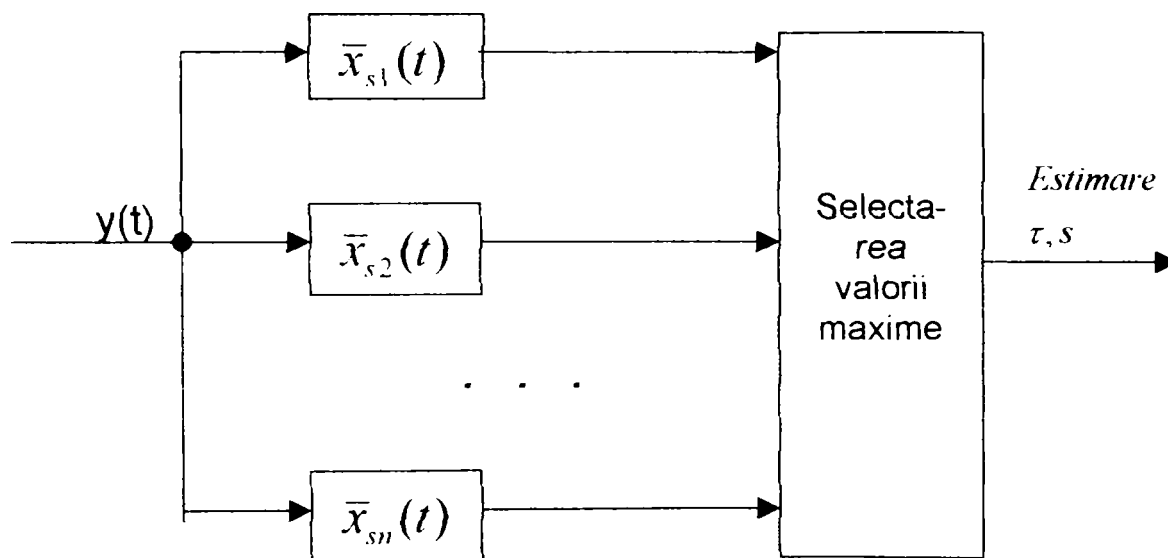 x̄ₛ₁(t)
y(t)
x̄ₛ₂(t)
. . .
x̄ₛₙ(t)
Selecta-
rea
valorii
maxime
Estimare
τ, s